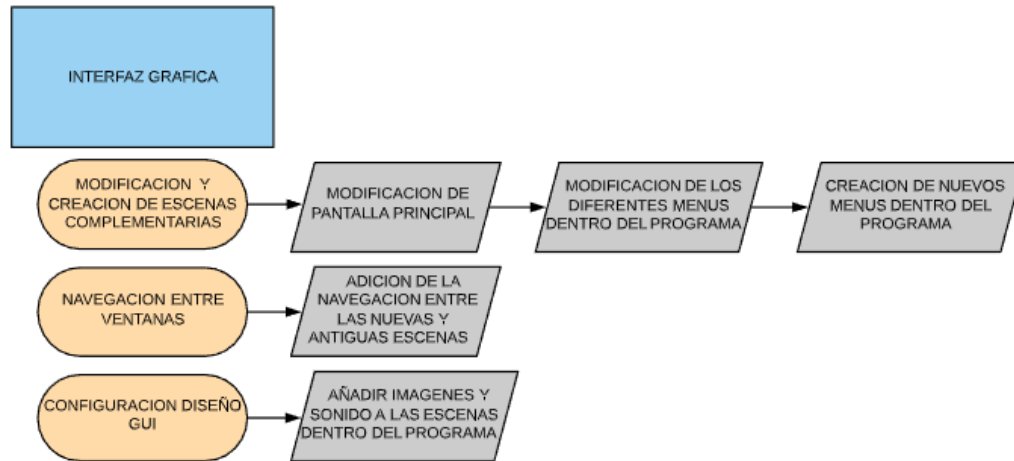 INTERFAZ GRAFICA
MODIFICACION Y
CREACION DE ESCENAS
COMPLEMENTARIAS
MODIFICACION DE
PANTALLA PRINCIPAL
MODIFICACION DE LOS
DIFERENTES MENUS
DENTRO DEL PROGRAMA
CREACION DE NUEVOS
MENUS DENTRO DEL
PROGRAMA
NAVEGACION ENTRE
VENTANAS
ADICION DE LA
NAVEGACION ENTRE
LAS NUEVAS Y
ANTIGUAS ESCENAS
CONFIGURACION DISEÑO
GUI
AÑADIR IMAGENES Y
SONIDO A LAS ESCENAS
DENTRO DEL PROGRAMA